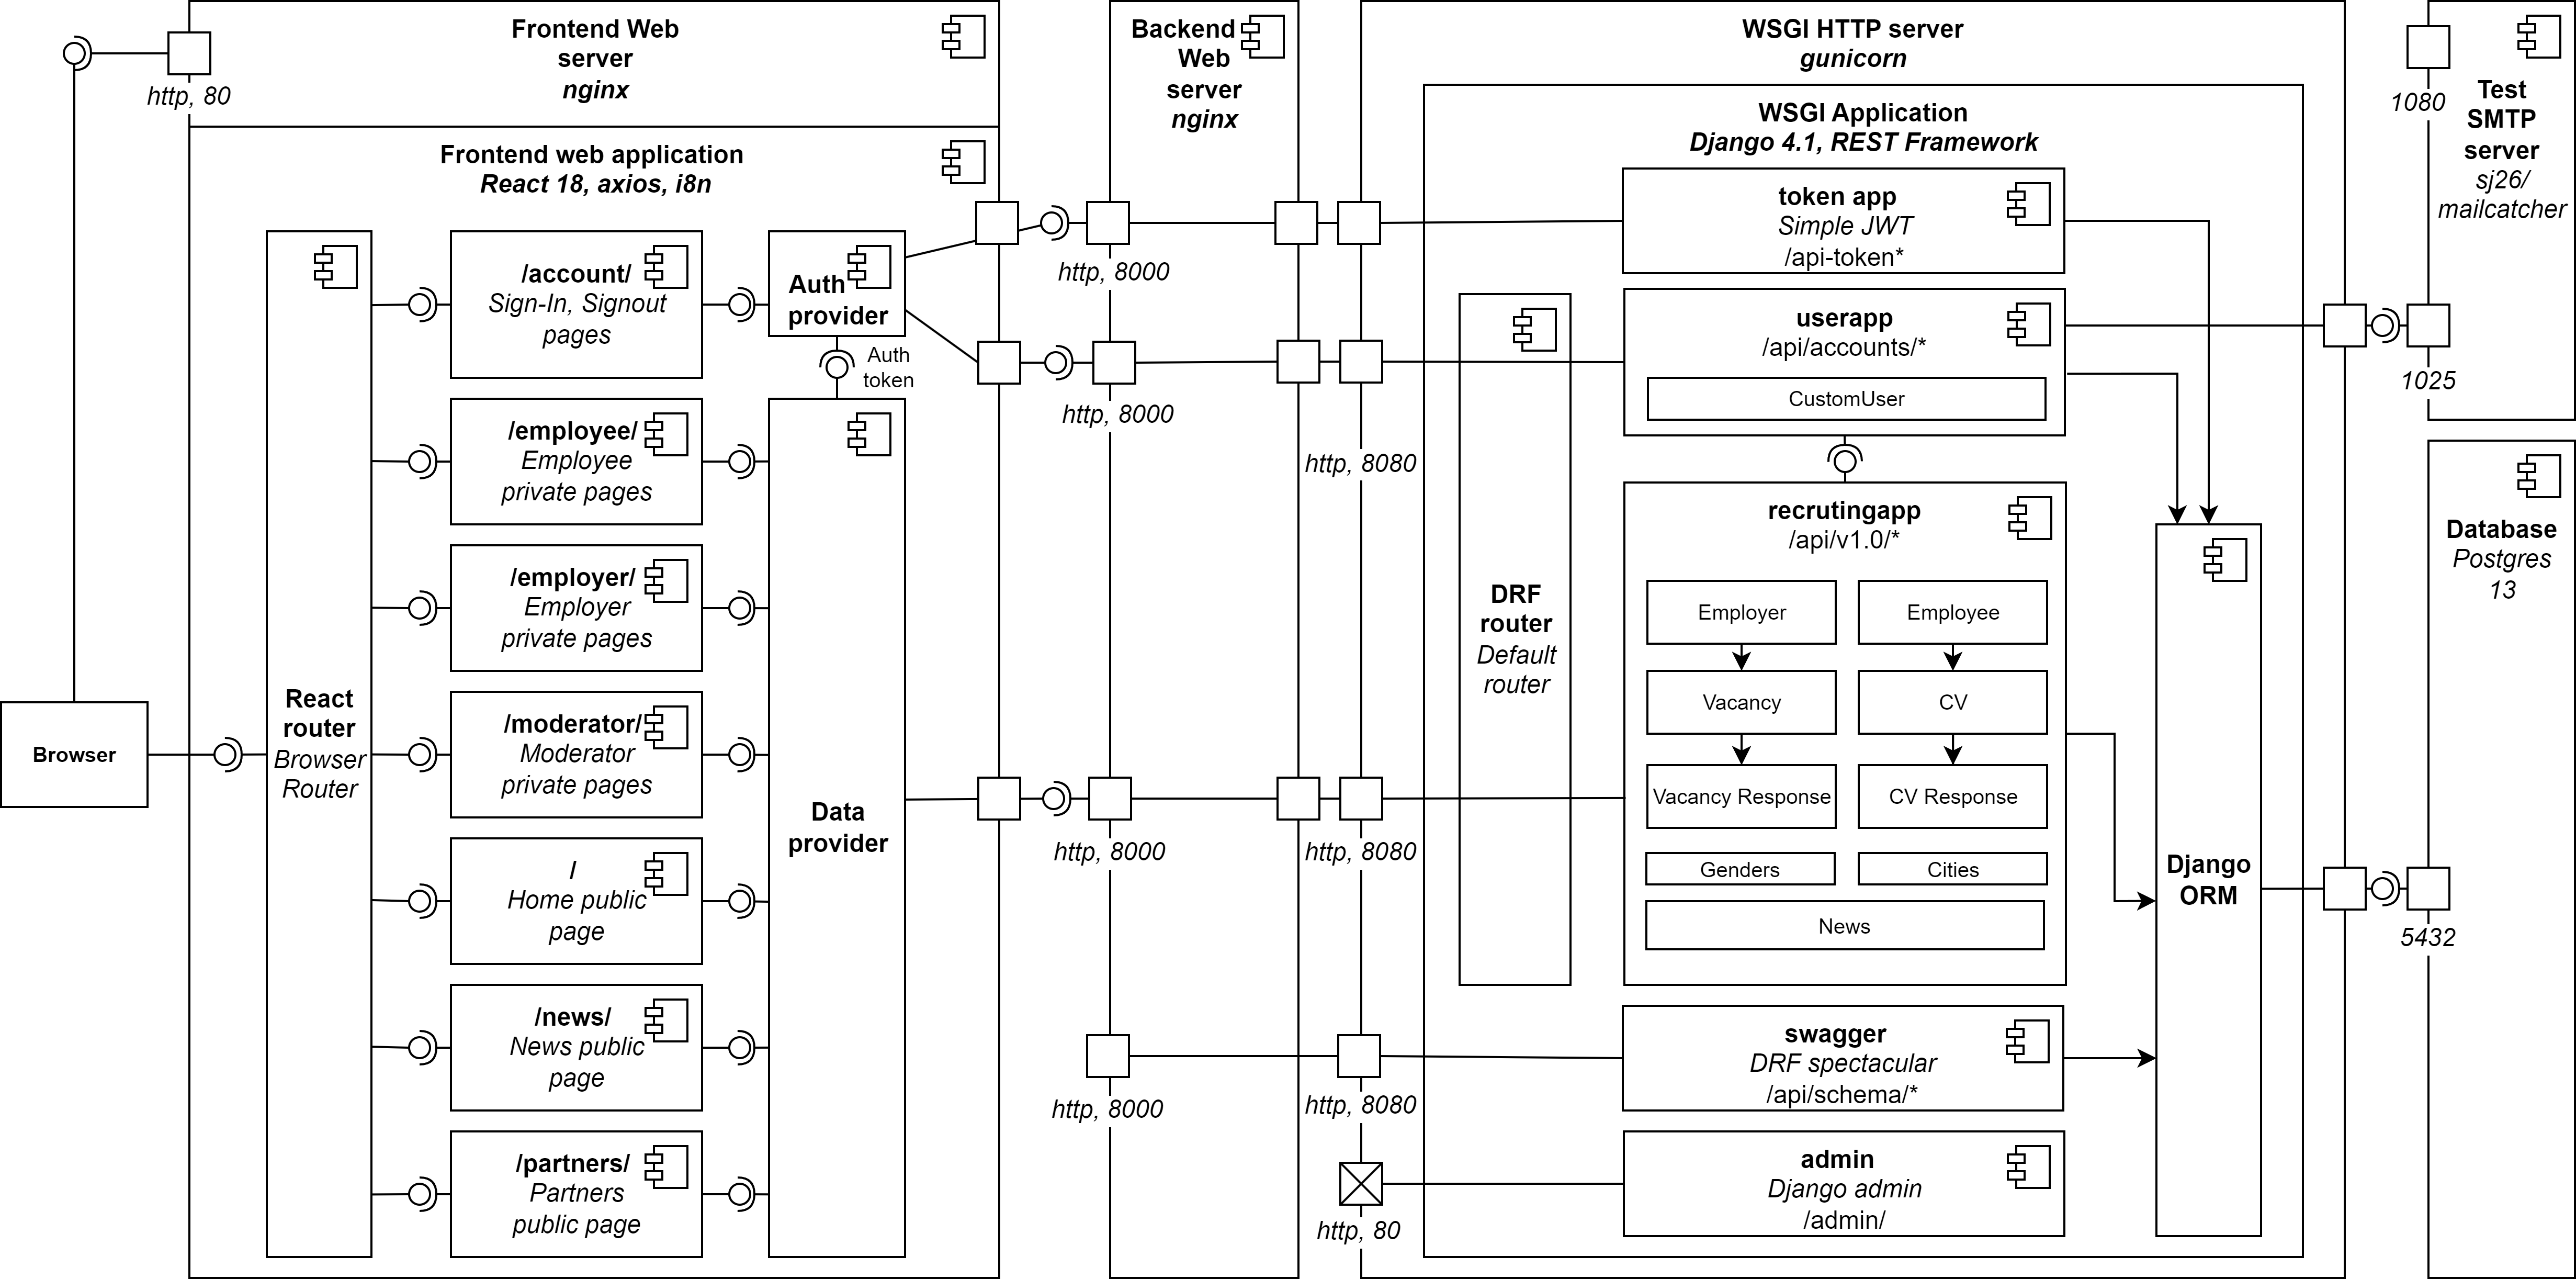 Frontend Web
server
nginx
http, 80
Frontend web application
React 18, axios, i8n
Browser
React
router
Browser
Router
/account/
Sign-In, Signout
pages
/employee/
Employee
private pages
/employer/
Employer
private pages
/moderator/
Moderator
private pages
/
Home public
page
/news/
News public
page
/partners/
Partners
public page
Auth
provider
Auth
token
Data
provider
Backend
Web
server
nginx
http, 8000
http, 8000
http, 8000
http, 8000
WSGI HTTP server
gunicorn
http, 8080
http, 8080
http, 8080
http, 80
WSGI Application
Django 4.1, REST Framework
DRF
router
Default
router
token app
Simple JWT
/api-token*
userapp
/api/accounts/*
CustomUser
recrutingapp
/api/v1.0/*
Employer
Employee
Vacancy
CV
Vacancy Response
CV Response
Genders
Cities
News
swagger
DRF spectacular
/api/schema/*
admin
Django admin
/admin/
Django
ORM
1080
Test
SMTP
server
sj26/
mailcatcher
1025
Database
Postgres
13
5432